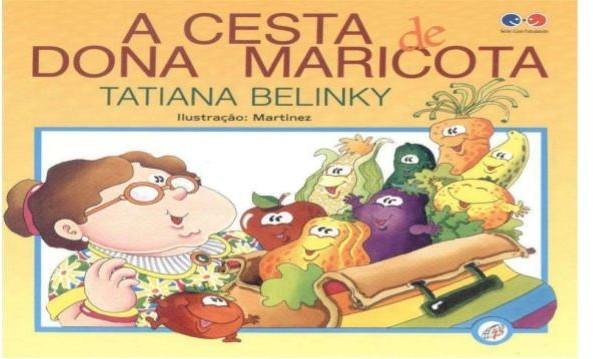 A CESTA de
DONA MARICOTA
TATIANA BELINKY
Ilustração: Martinez